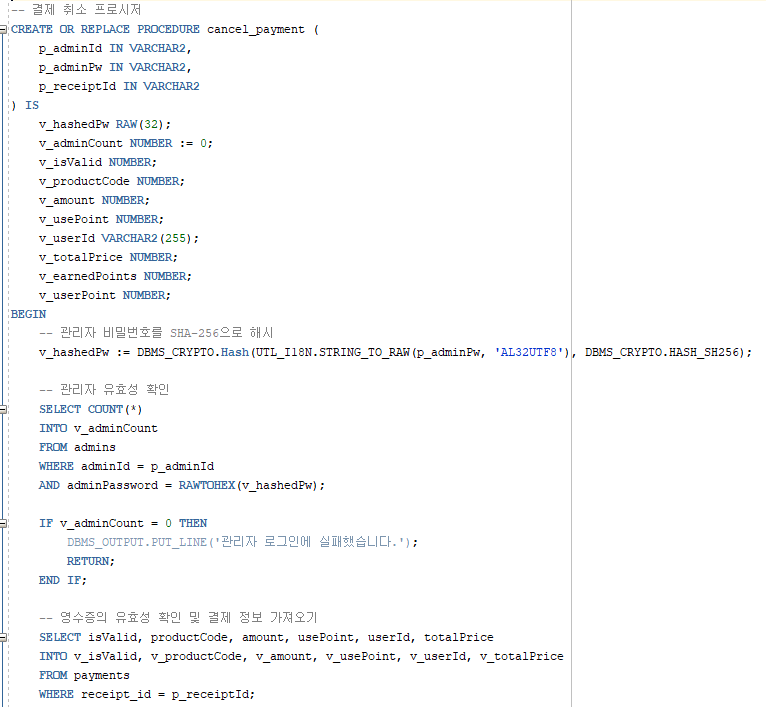 -- 결제 취소 프로시저
CREATE OR REPLACE PROCEDURE cancel_payment (
    p_adminId IN VARCHAR2,
    p_adminPw IN VARCHAR2,
    p_receiptId IN VARCHAR2
) IS
    v_hashedPw RAW(32);
    v_adminCount NUMBER := 0;
    v_isValid NUMBER;
    v_productCode NUMBER;
    v_amount NUMBER;
    v_usePoint NUMBER;
    v_userId VARCHAR2(255);
    v_totalPrice NUMBER;
    v_earnedPoints NUMBER;
    v_userPoint NUMBER;
BEGIN
    -- 관리자 비밀번호를 SHA-256으로 해시
    v_hashedPw := DBMS_CRYPTO.Hash(UTL_I18N.STRING_TO_RAW(p_adminPw, 'AL32UTF8'), DBMS_CRYPTO.HASH_SH256);
    -- 관리자 유효성 확인
    SELECT COUNT(*)
    INTO v_adminCount
    FROM admins
    WHERE adminId = p_adminId
    AND adminPassword = RAWTOHEX(v_hashedPw);
    IF v_adminCount = 0 THEN
        DBMS_OUTPUT.PUT_LINE('관리자 로그인에 실패했습니다.');
        RETURN;
    END IF;
    -- 영수증의 유효성 확인 및 결제 정보 가져오기
    SELECT isValid, productCode, amount, usePoint, userId, totalPrice
    INTO v_isValid, v_productCode, v_amount, v_usePoint, v_userId, v_totalPrice
    FROM payments
    WHERE receipt_id = p_receiptId;